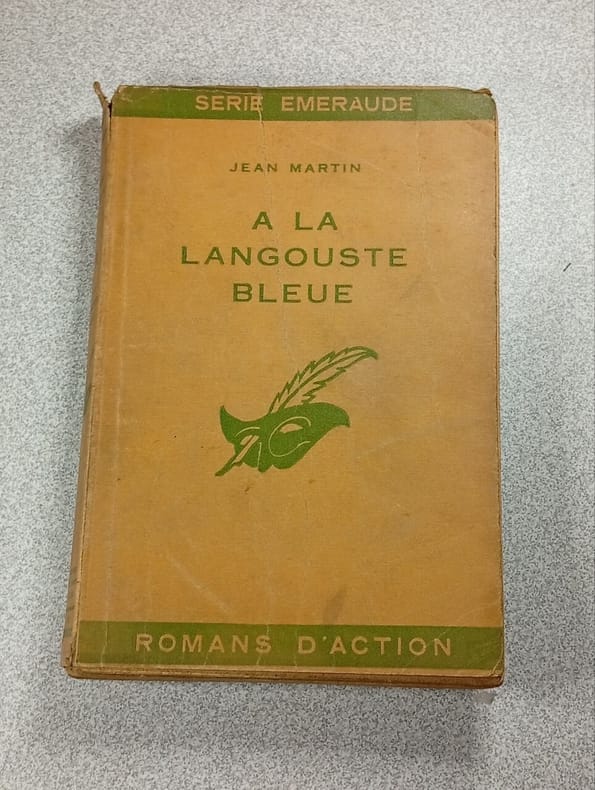 SERIE EMERAUDE
JEAN MARTIN
A LA
LANGOUSTE
BLEUE
ROMANS D'ACTION